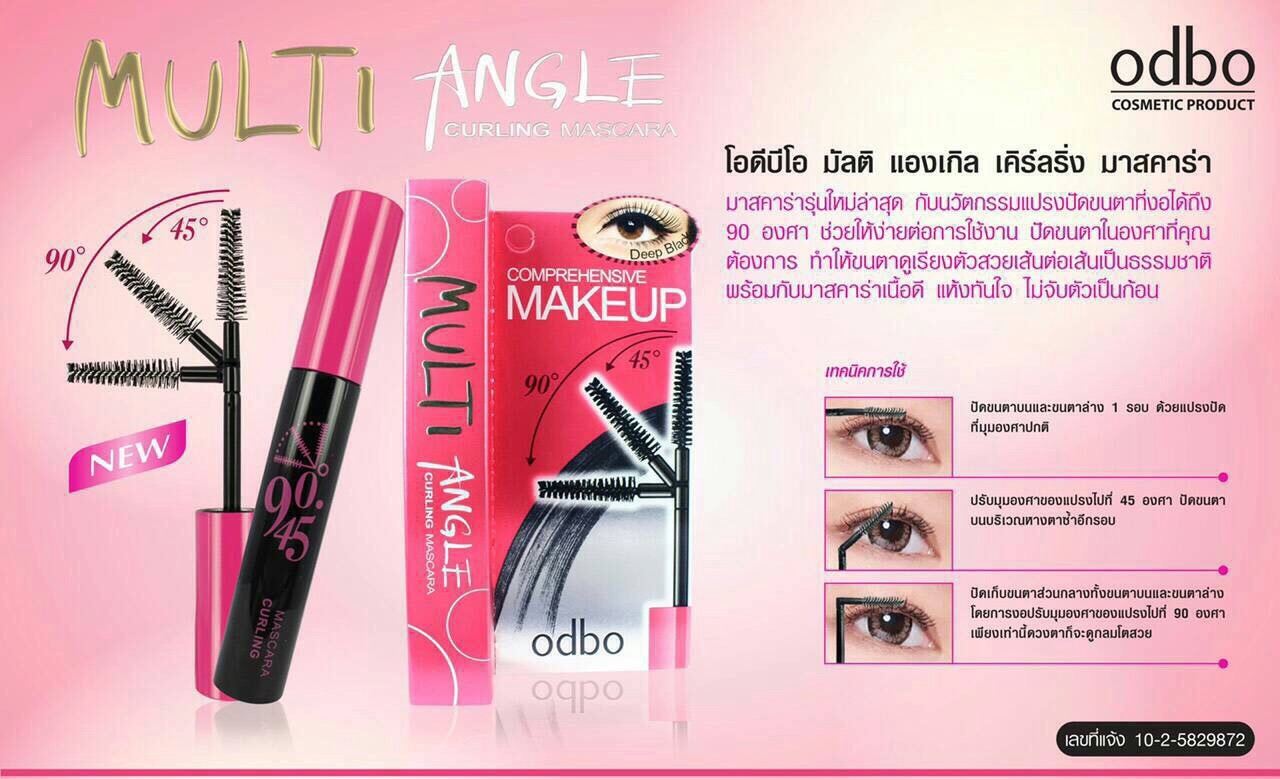 MULTI ANGLE
CURLING MASCARA
odbo
COSMETIC PRODUCT
โอดีบีโอ มัลติ แองเกิล เคิร์ลริ่ง มาสคาร่า
มาสคาร่ารุ่นใหม่ล่าสุด กับนวัตกรรมแปรงปัดขนตาที่งอได้ถึง
90 องศา ช่วยให้ง่ายต่อการใช้งาน ปัดขนตาในองศาที่คุณ
ต้องการ ทำให้ขนตาดูเรียงตัวสวยเส้นต่อเส้นเป็นธรรมชาติ
พร้อมกับมาสคาร่าเนื้อดี แห้งทันใจ ไม่จับตัวเป็นก้อน
45°
90°
NEW
90.
45
MASCARA
CURLING
MULTI ANGLE
CURLING MASCARA
Deep Black
COMPREHENSIVE
MAKEUP
45°
90°
odbo
เทคนิคการใช้
ปัดขนตาบนและขนตาล่าง 1 รอบ ด้วยแปรงปัด
ที่มุมองศาปกติ
ปรับมุมองศาของแปรงไปที่ 45 องศา ปัดขนตา
บนบริเวณหางตาซ้ำอีกรอบ
ปัดเก็บขนตาส่วนกลางทั้งขนตาบนและขนตาล่าง
โดยการงอปรับมุมองศาของแปรงไปที่ 90 องศา
เพียงเท่านี้ดวงตาก็จะดูกลมโตสวย
เลขที่แจ้ง 10-2-5829872